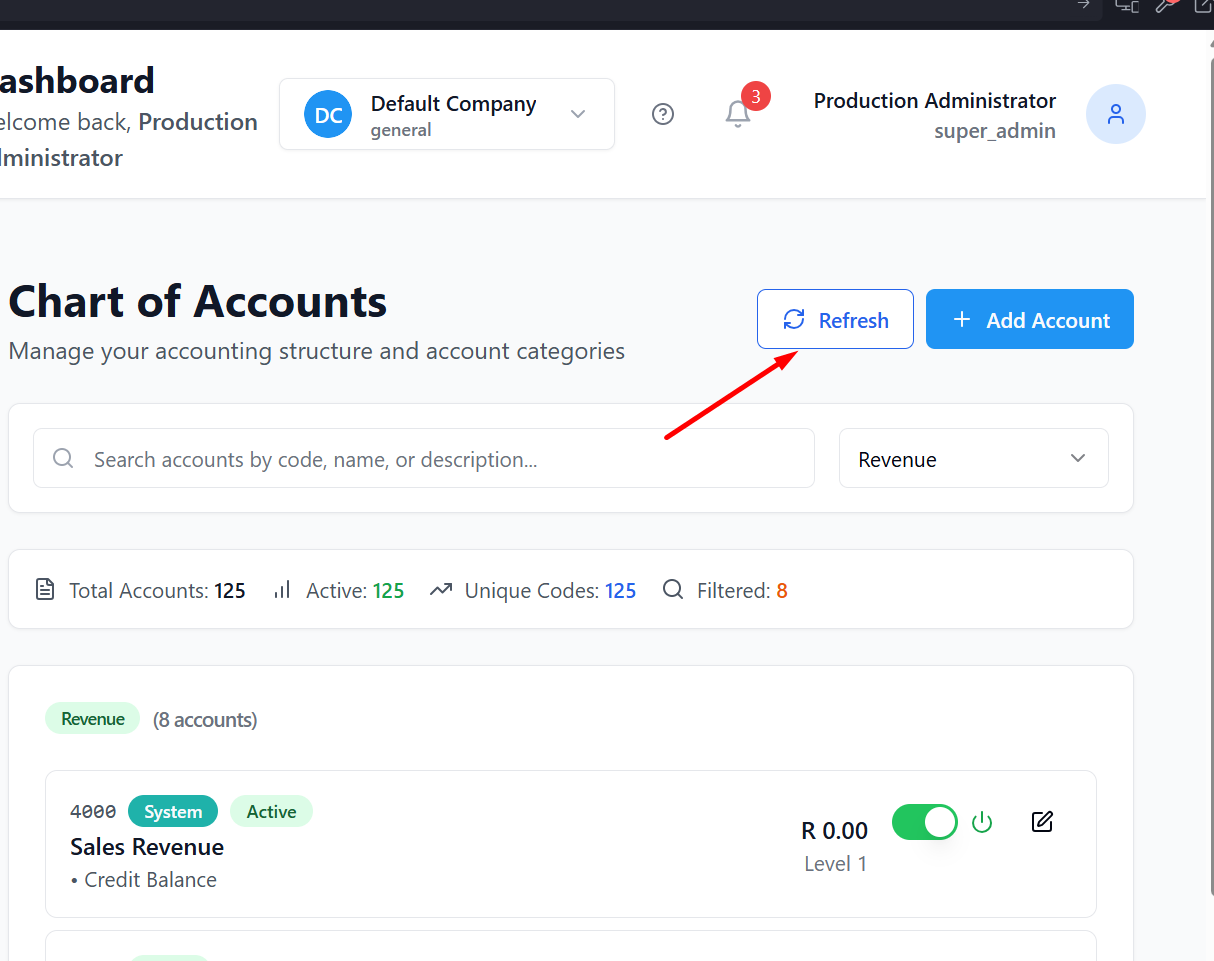 ashboard
elcome back, Production
ministrator
DC
Default Company
general
3
Production Administrator
super_admin
Chart of Accounts
Manage your accounting structure and account categories
Refresh
Add Account
Search accounts by code, name, or description...
Revenue
Total Accounts: 125 Active: 125 Unique Codes: 125 Filtered: 8
Revenue (8 accounts)
4000 System Active
Sales Revenue
• Credit Balance
R 0.00
Level 1